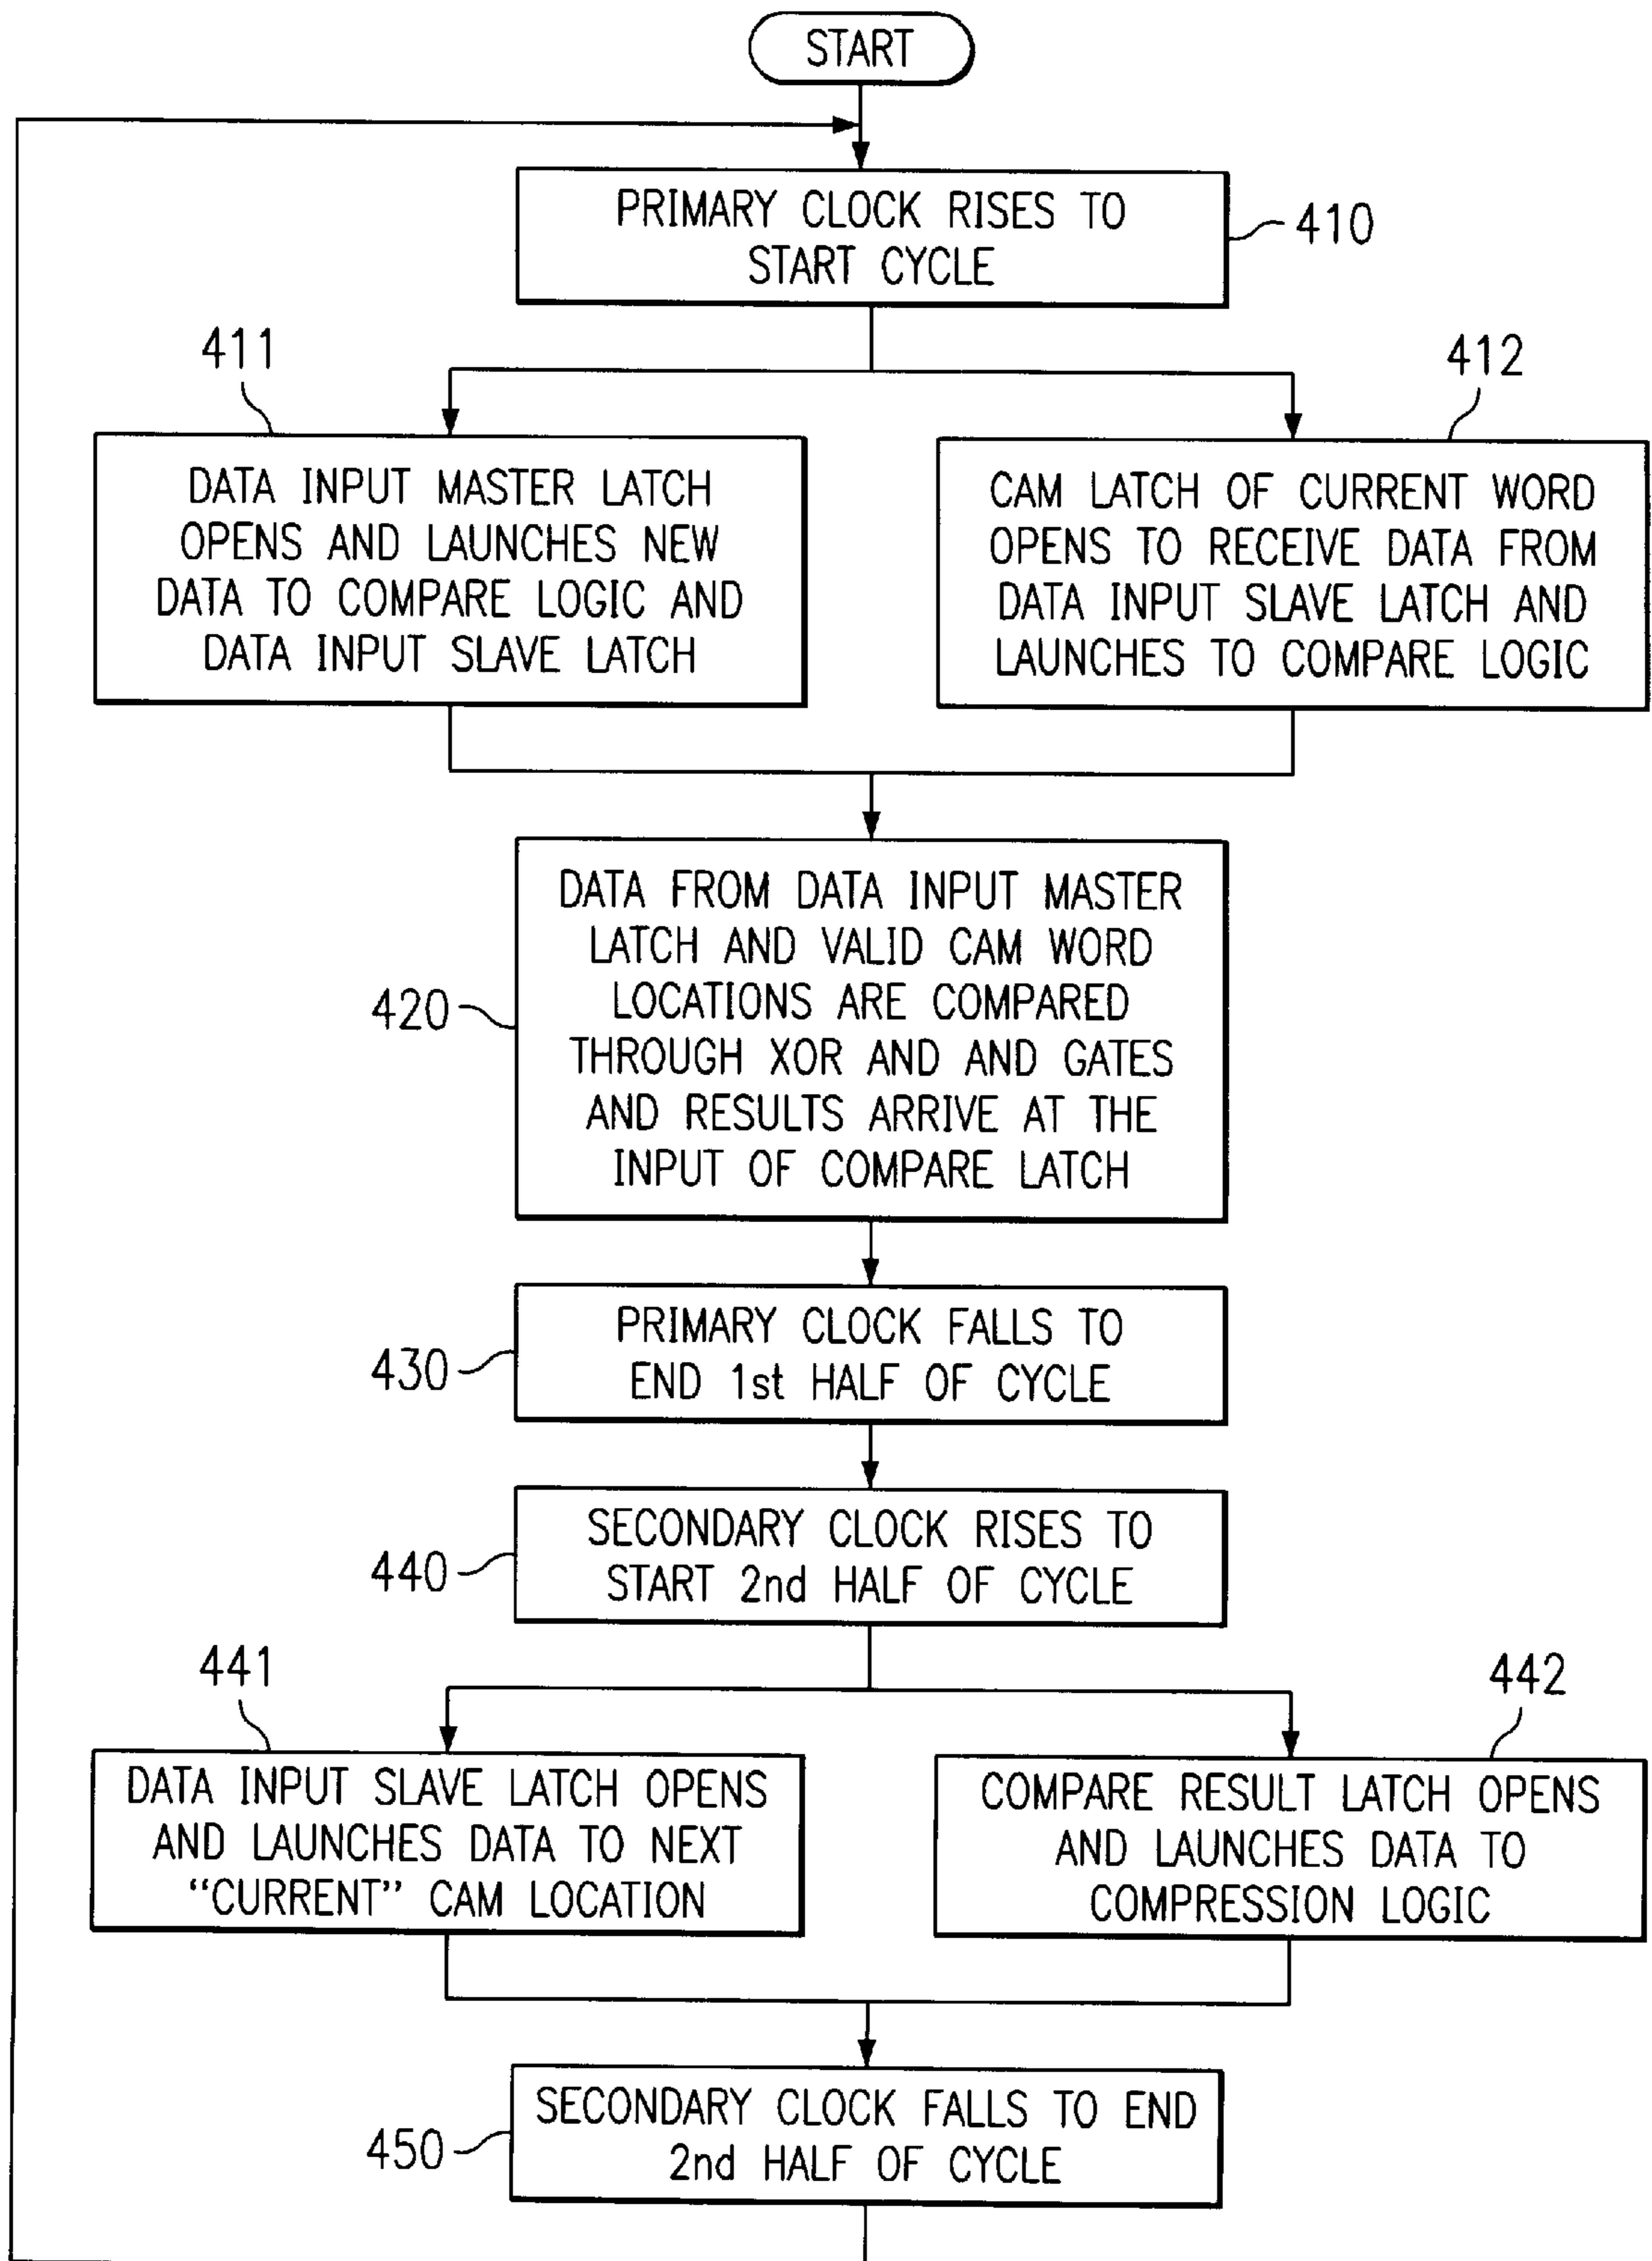 START
PRIMARY CLOCK RISES TO
START CYCLE
410
411
412
DATA INPUT MASTER LATCH
OPENS AND LAUNCHES NEW
DATA TO COMPARE LOGIC AND
DATA INPUT SLAVE LATCH
CAM LATCH OF CURRENT WORD
OPENS TO RECEIVE DATA FROM
DATA INPUT SLAVE LATCH AND
LAUNCHES TO COMPARE LOGIC
DATA FROM DATA INPUT MASTER
LATCH AND VALID CAM WORD
LOCATIONS ARE COMPARED
THROUGH XOR AND AND GATES
AND RESULTS ARRIVE AT THE
INPUT OF COMPARE LATCH
420
PRIMARY CLOCK FALLS TO
END 1st HALF OF CYCLE
430
SECONDARY CLOCK RISES TO
START 2nd HALF OF CYCLE
440
441
442
DATA INPUT SLAVE LATCH OPENS
AND LAUNCHES DATA TO NEXT
“CURRENT” CAM LOCATION
COMPARE RESULT LATCH OPENS
AND LAUNCHES DATA TO
COMPRESSION LOGIC
SECONDARY CLOCK FALLS TO END
2nd HALF OF CYCLE
450